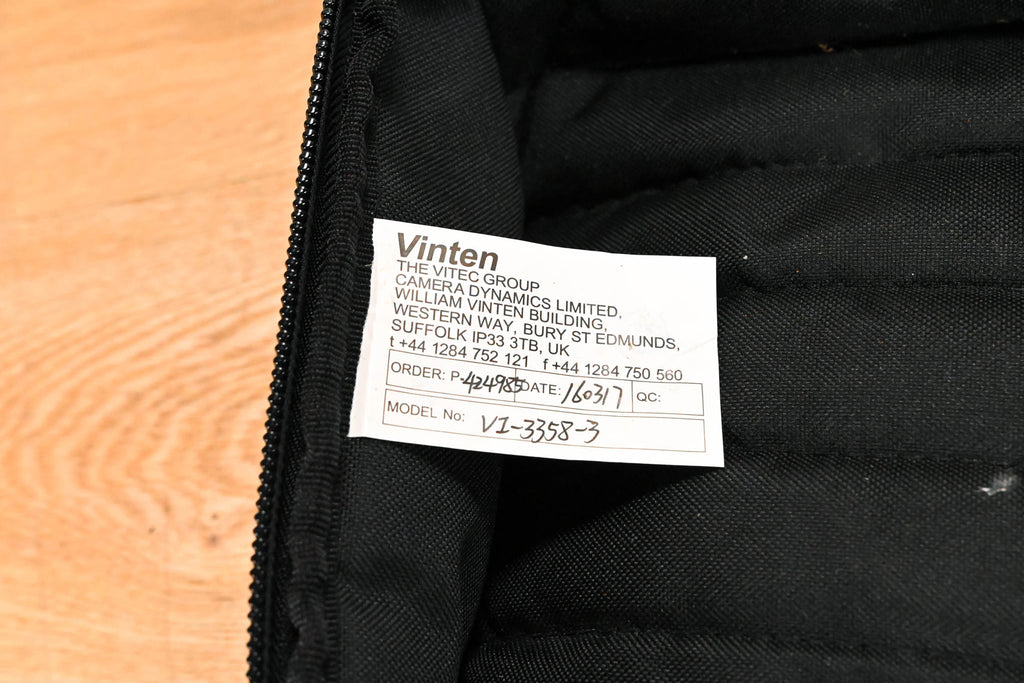 Vinten
THE VITEC GROUP
CAMERA DYNAMICS LIMITED,
WILLIAM VINTEN BUILDING,
WESTERN WAY, BURY ST EDMUNDS,
SUFFOLK IP33 3TB, UK
t +44 1284 752 121 f +44 1284 750 560
ORDER: P-424985 DATE: 160317 QC:
MODEL No: VI-3358-3